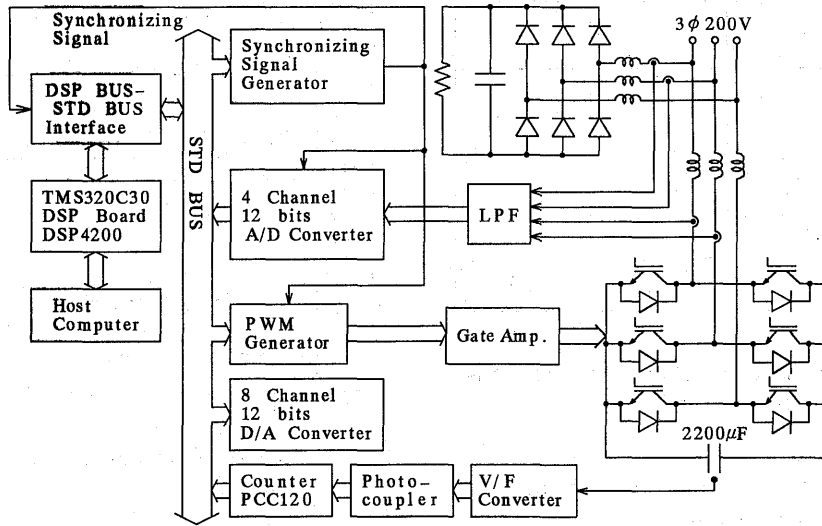 Synchronizing
Signal
DSP BUS-
STD BUS
Interface
TMS320C30
DSP Board
DSP4200
Host
Computer
STD BUS
Synchronizing
Signal
Generator
4 Channel
12 bits
A/D Converter
LPF
3φ200V
PWM
Generator
Gate Amp.
8 Channel
12 bits
D/A Converter
Counter
PCC120
Photo-
coupler
V/F
Converter
2200μF